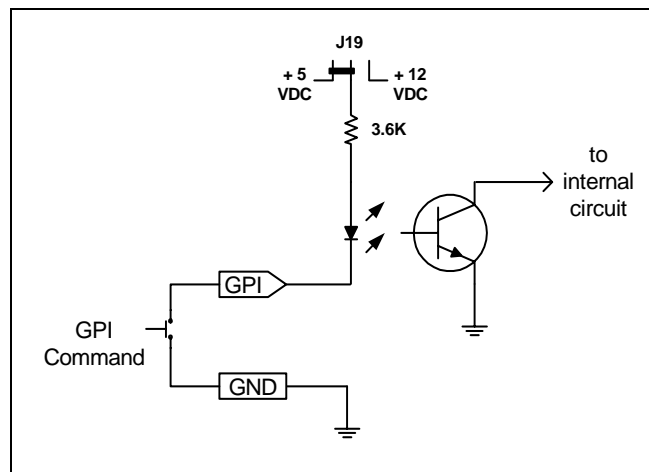 J19
+ 5
VDC
+ 12
VDC
3.6K
to
internal
circuit
GPI
GPI
Command
GND